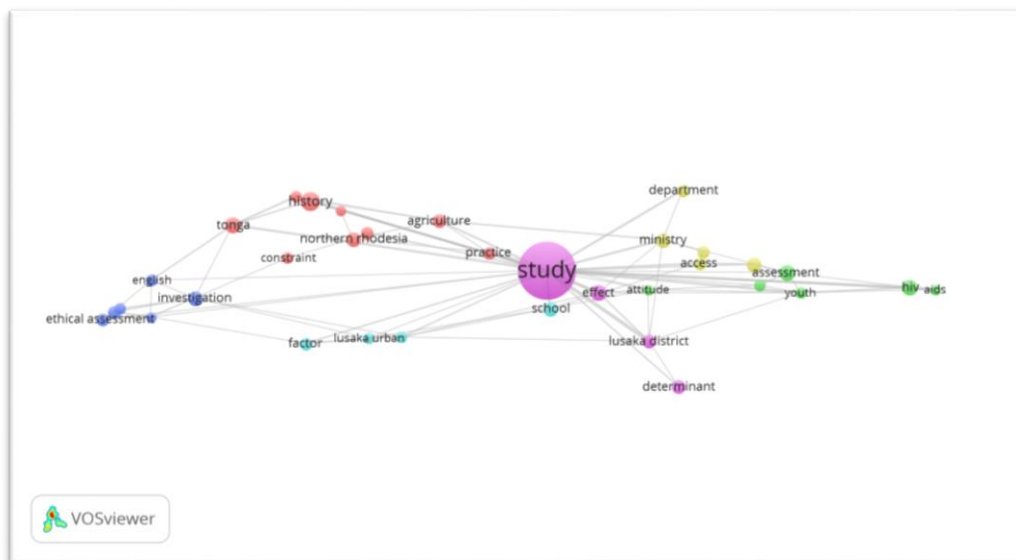 department
history
agriculture
tonga
ministry
northern rhodesia
practice
constraint
access
study
assessment
english
hiv
aids
effect
attitude
youth
investigation
school
ethical assessment
factor
lusaka urban
lusaka district
determinant
VOSviewer